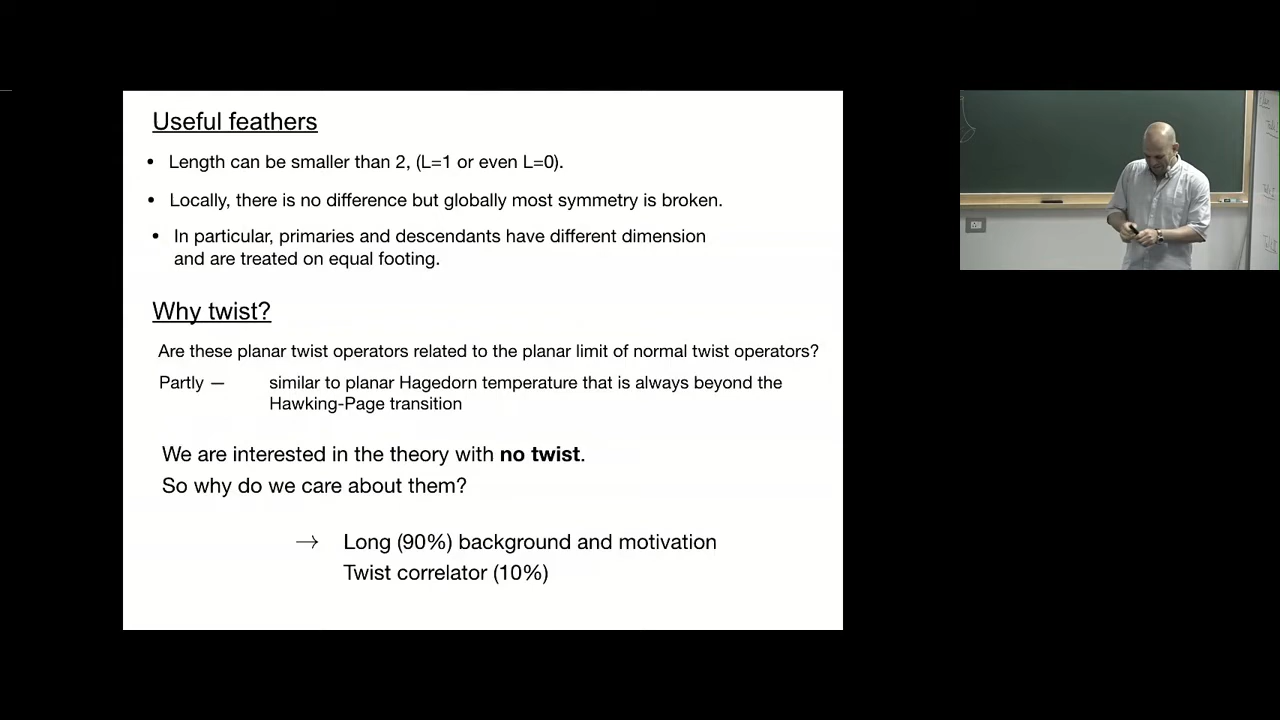 Useful feathers
• Length can be smaller than 2, (L=1 or even L=0).
• Locally, there is no difference but globally most symmetry is broken.
• In particular, primaries and descendants have different dimension
and are treated on equal footing.
Why twist?
Are these planar twist operators related to the planar limit of normal twist operators?
Partly — similar to planar Hagedorn temperature that is always beyond the
Hawking-Page transition
We are interested in the theory with no twist.
So why do we care about them?
→ Long (90%) background and motivation
Twist correlator (10%)